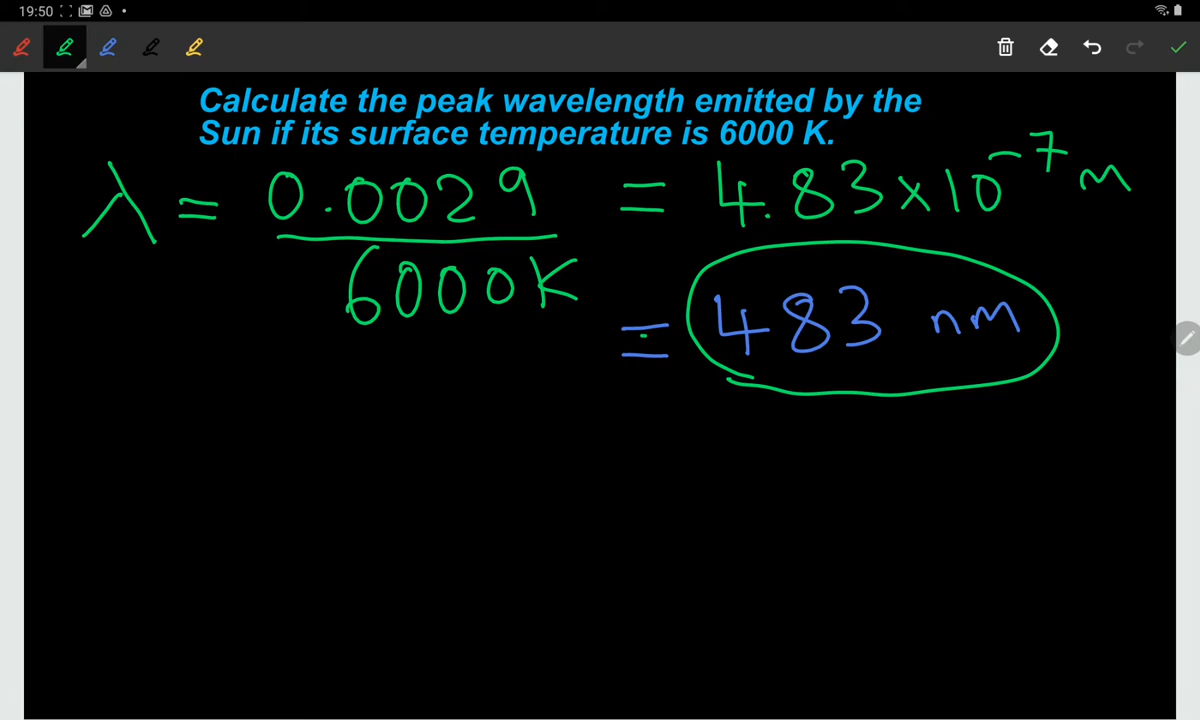 19:50
Calculate the peak wavelength emitted by the
Sun if its surface temperature is 6000 K.
λ = 0.0029 / 6000K = 4.83 × 10⁻⁷ m
= 483 nm